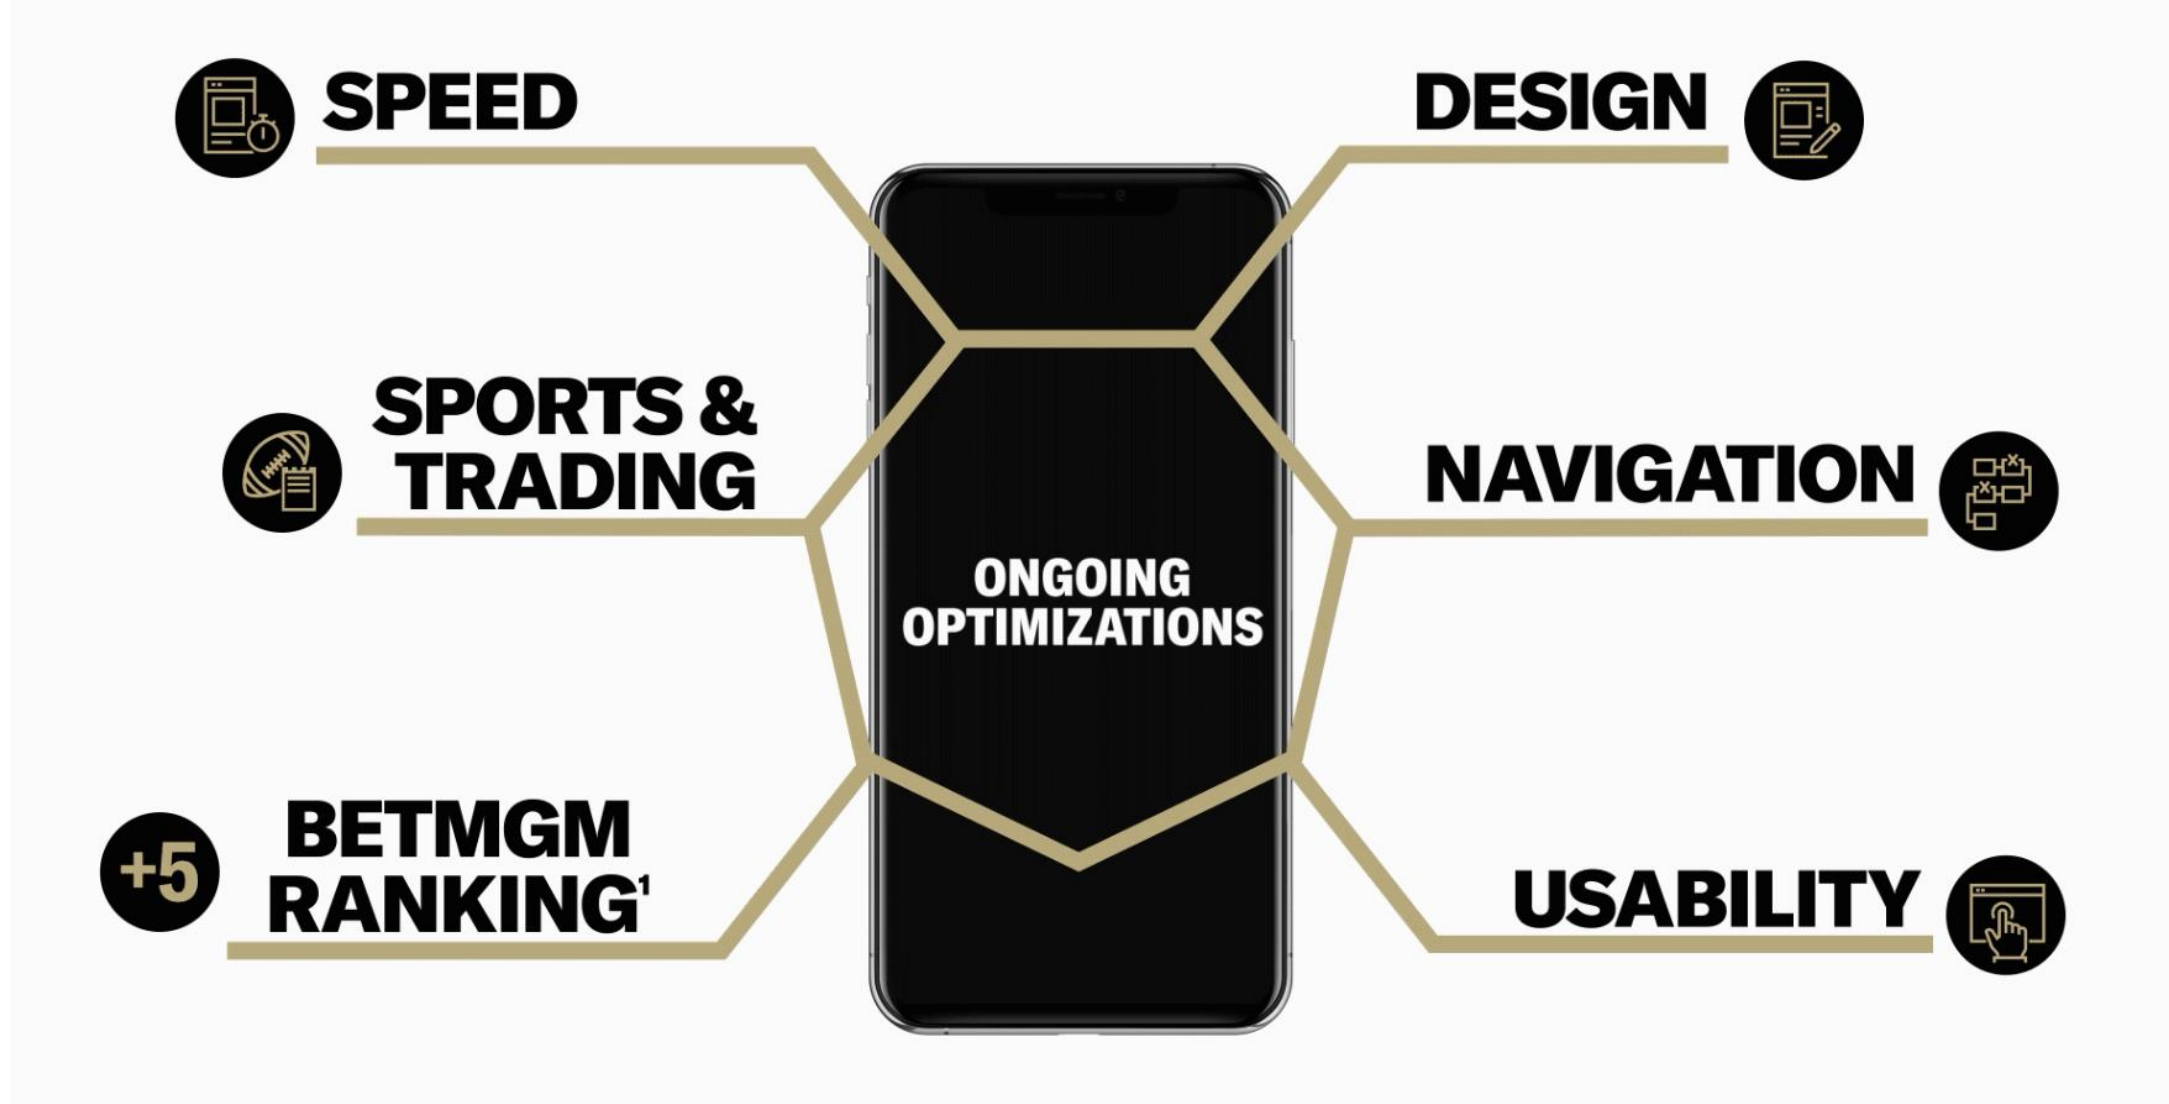 SPEED
DESIGN
SPORTS &
TRADING
NAVIGATION
ONGOING
OPTIMIZATIONS
+5
BETMGM
RANKING¹
USABILITY